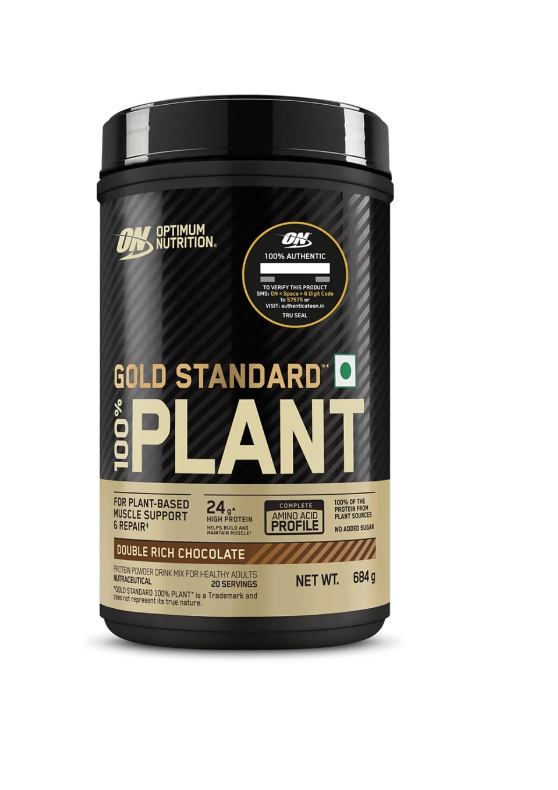 ON OPTIMUM
NUTRITION®
ON
100% AUTHENTIC
TO VERIFY THIS PRODUCT
SMS: ON < Space > 6 Digit Code
to 57575 or
VISIT: authenticateon.in
TRU SEAL
GOLD STANDARD™*
100% PLANT
FOR PLANT-BASED
MUSCLE SUPPORT
& REPAIR‡
24g^
HIGH PROTEIN
HELPS BUILD AND
MAINTAIN MUSCLE‡
COMPLETE
AMINO ACID
PROFILE
100% OF THE
PROTEIN FROM
PLANT SOURCES
NO ADDED SUGAR
DOUBLE RICH CHOCOLATE
PROTEIN POWDER DRINK MIX FOR HEALTHY ADULTS
NUTRACEUTICAL 20 SERVINGS
*"GOLD STANDARD 100% PLANT" is a Trademark and
does not represent its true nature.
NET WT. 684 g